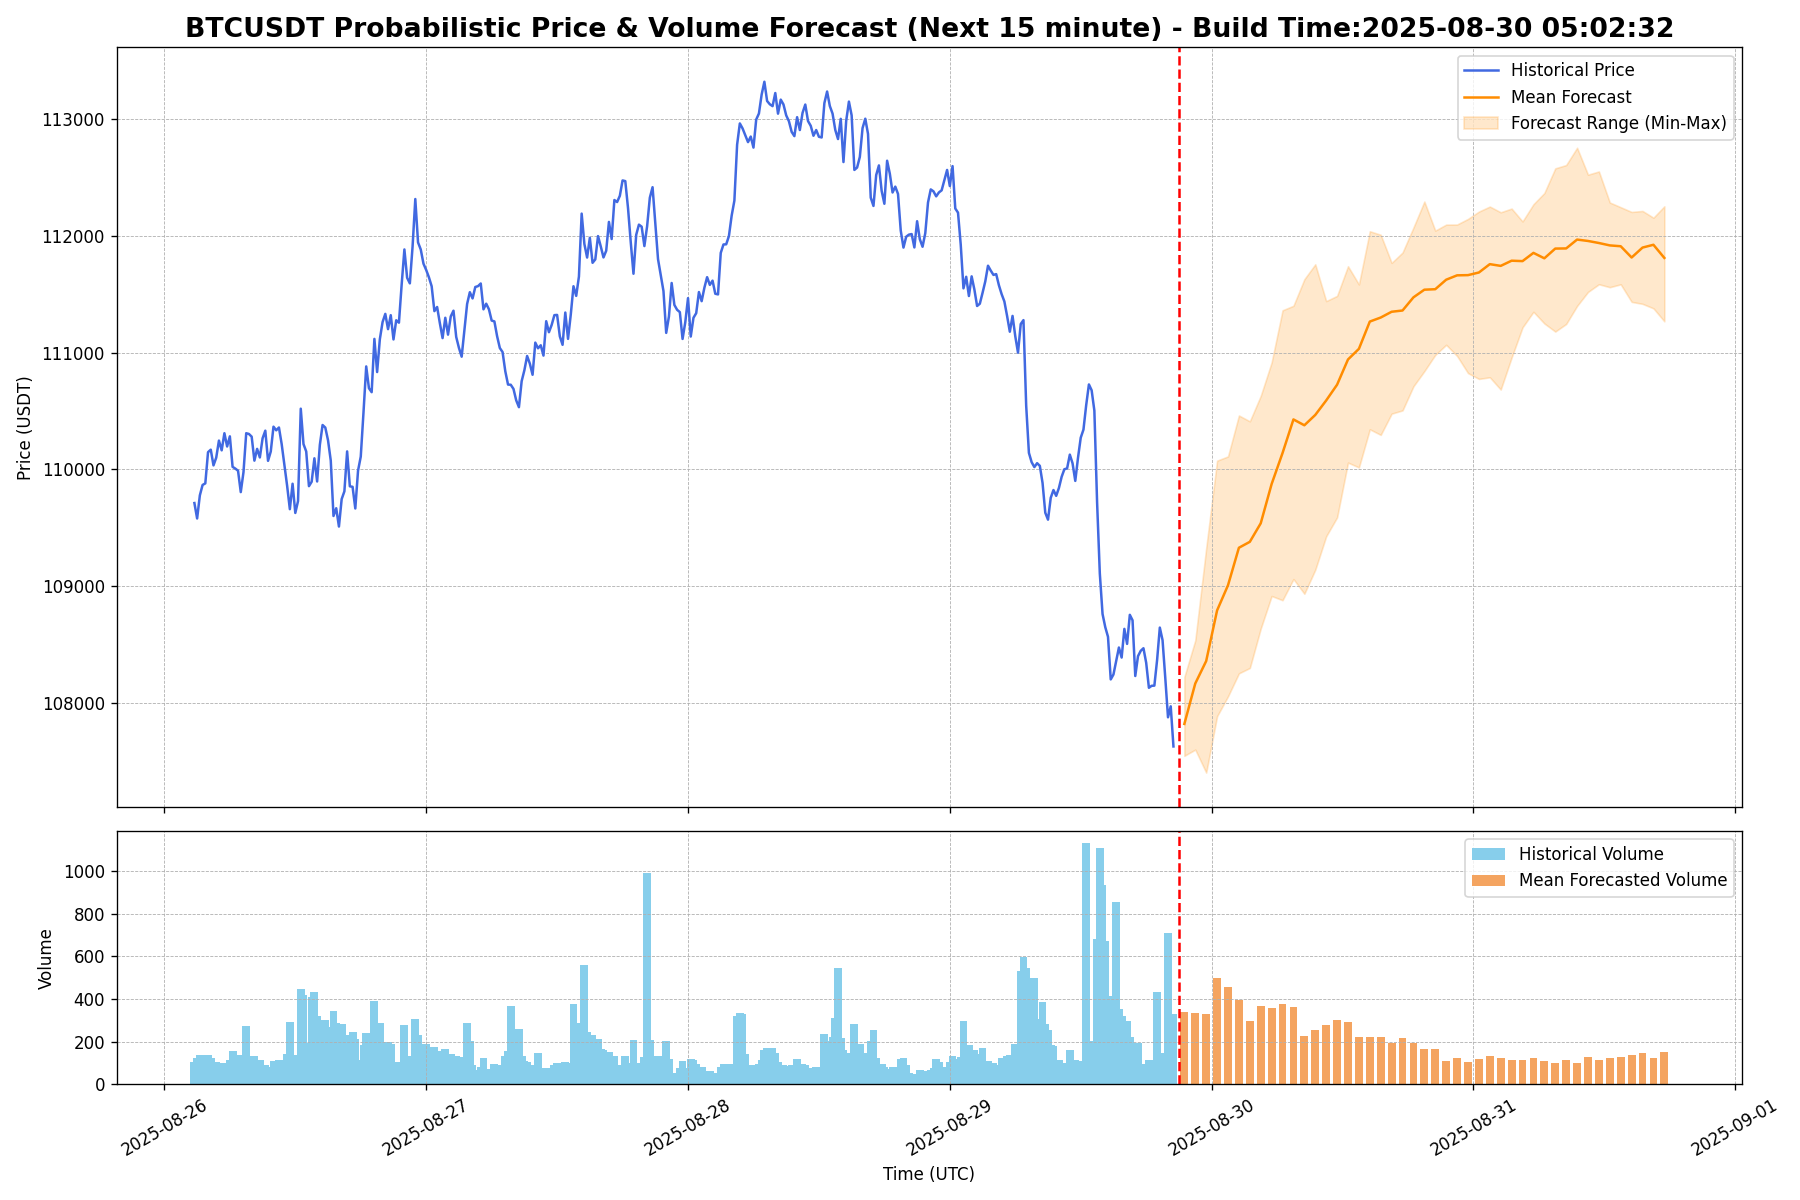 BTCUSDT Probabilistic Price & Volume Forecast (Next 15 minute) - Build Time:2025-08-30 05:02:32
Historical Price
Mean Forecast
Forecast Range (Min-Max)
113000
112000
111000
110000
109000
108000
Price (USDT)
Historical Volume
Mean Forecasted Volume
1000
800
600
400
200
0
Volume
2025-08-26
2025-08-27
2025-08-28
2025-08-29
2025-08-30
2025-08-31
2025-09-01
Time (UTC)